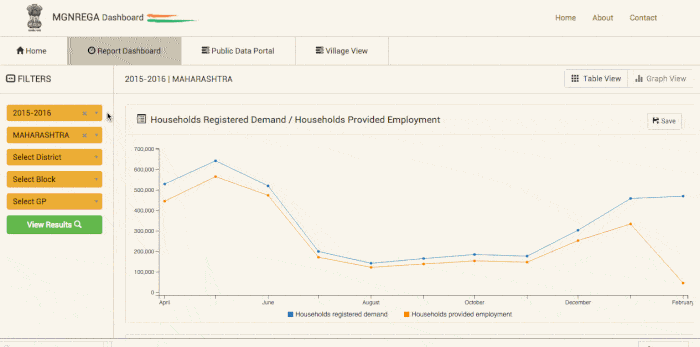 MGNREGA Dashboard
Home About Contact
Home Report Dashboard Public Data Portal Village View
FILTERS
2015-2016 | MAHARASHTRA
Table View Graph View
2015-2016 ×
MAHARASHTRA ×
Select District
Select Block
Select GP
View Results
Households Registered Demand / Households Provided Employment
Save
700,000
600,000
500,000
400,000
300,000
200,000
100,000
0
April June August October December February
Households registered demand Households provided employment